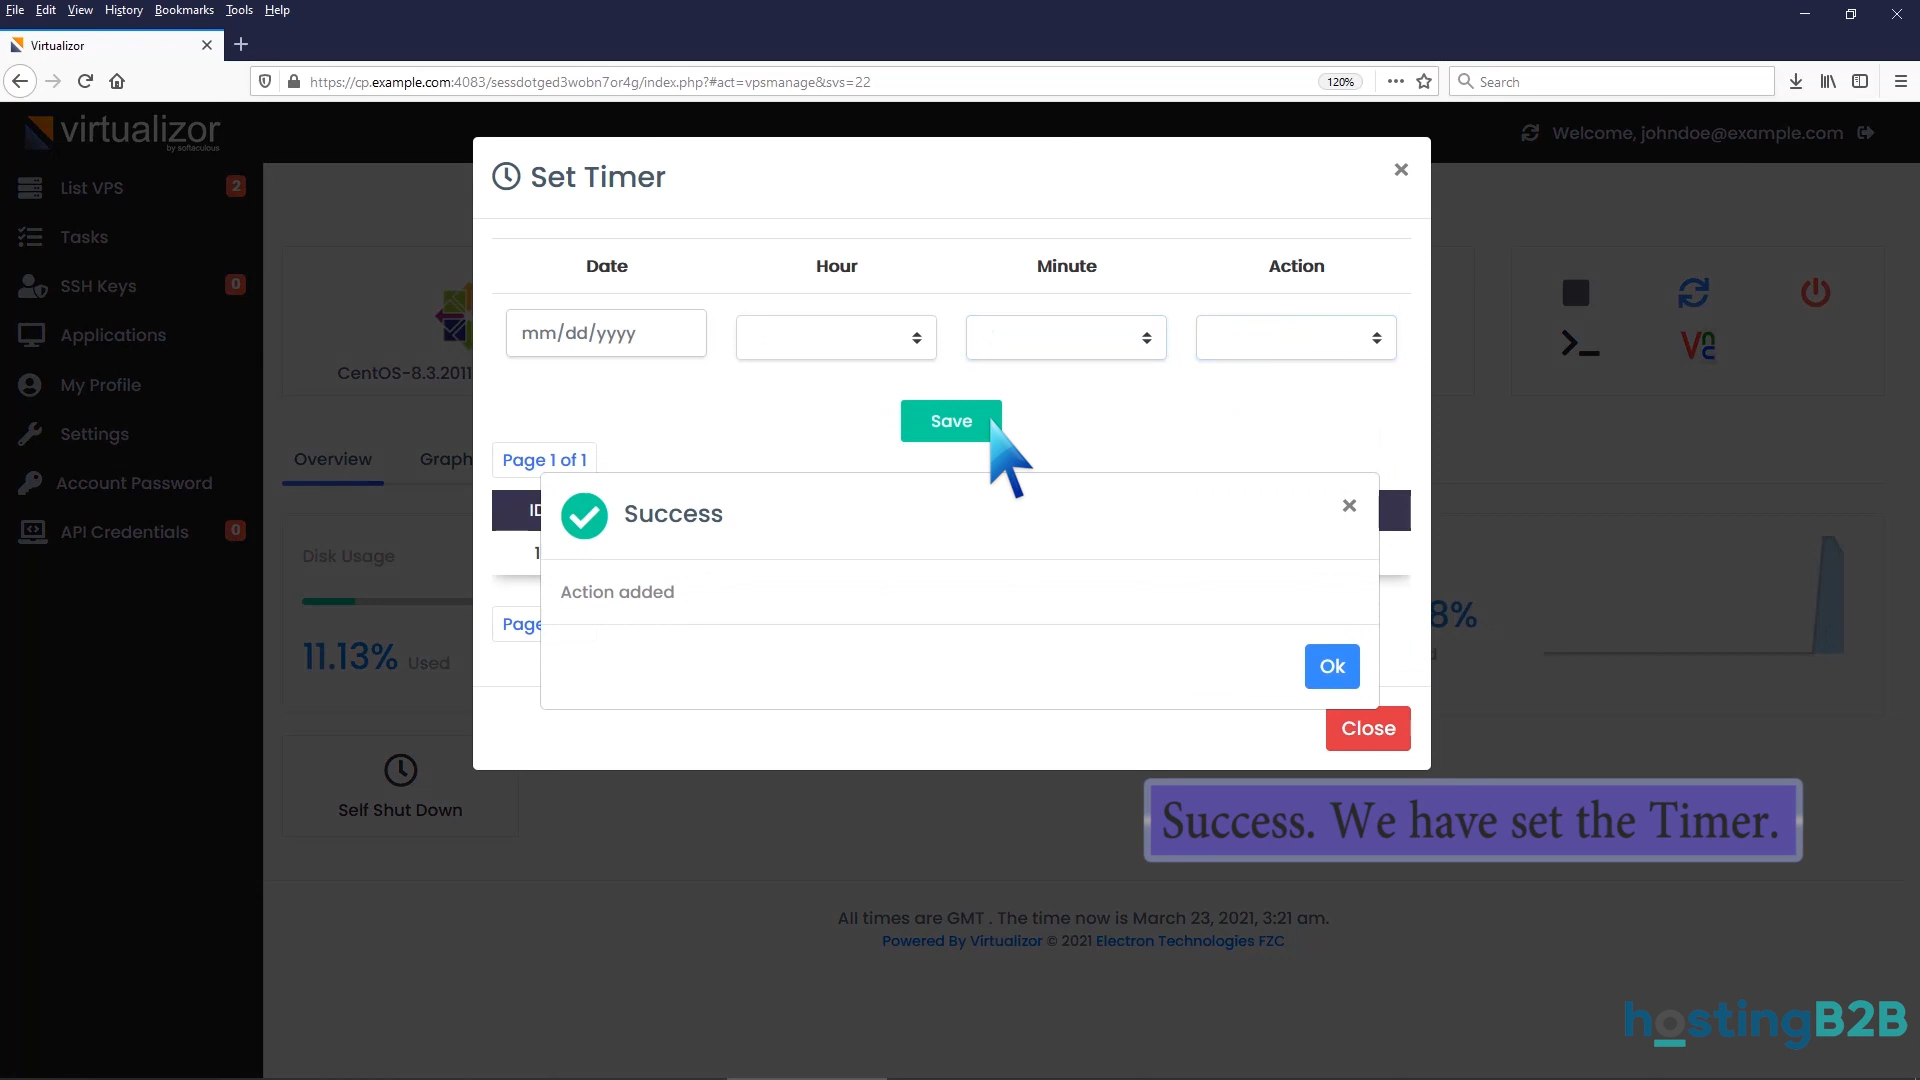 File Edit View History Bookmarks Tools Help
Virtualizor
https://cp.example.com:4083/sessdotged3wobn7or4g/index.php?#act=vpsmanage&svs=22
120%
Search
virtualizor
by softaculous
Welcome, johndoe@example.com
Set Timer
List VPS 2
Tasks
SSH Keys 0
Applications
My Profile
Settings
Account Password
API Credentials 0
Date Hour Minute Action
mm/dd/yyyy
CentOS-8.3.2011
Save
Overview Graph
Page 1 of 1
ID
1
Success
Action added
Page
Ok
Close
Disk Usage
11.13% Used
8%
d
Self Shut Down
Success. We have set the Timer.
All times are GMT . The time now is March 23, 2021, 3:21 am.
Powered By Virtualizor © 2021 Electron Technologies FZC
hostingB2B